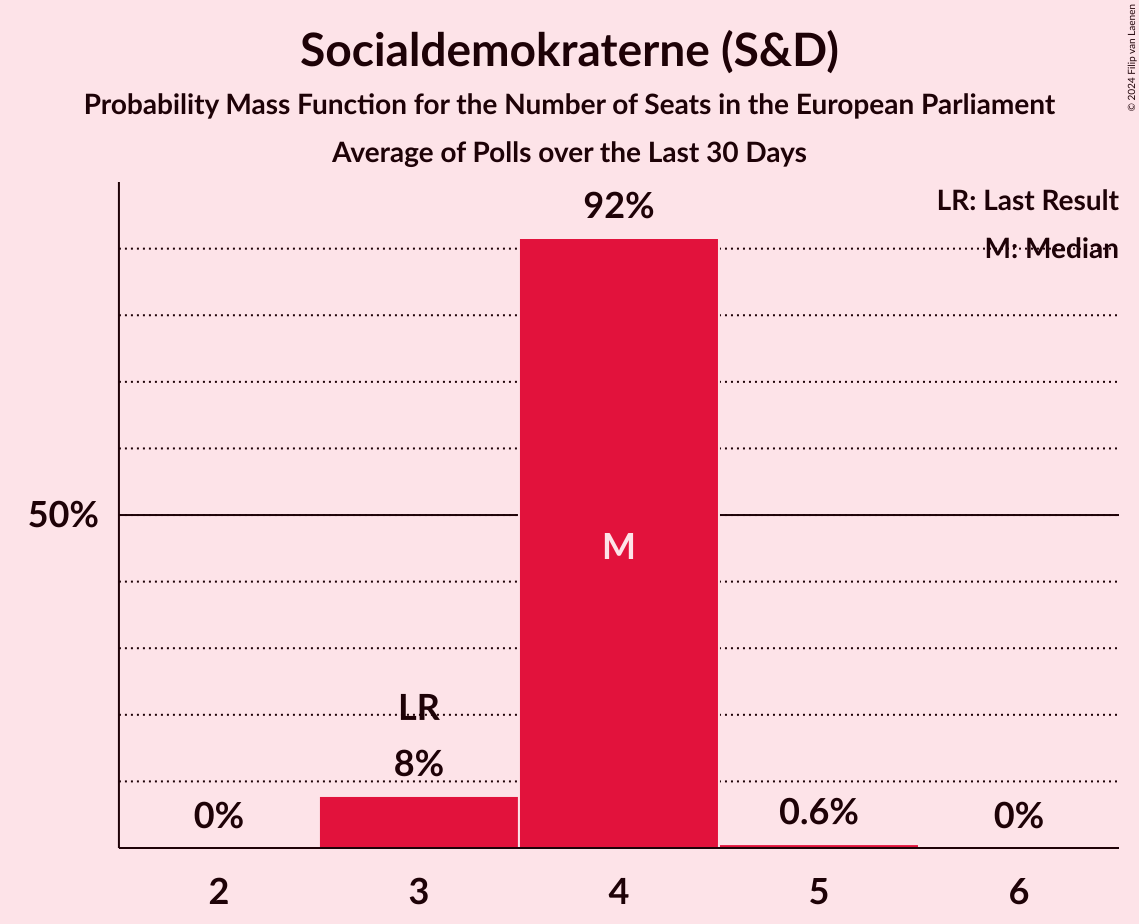 Socialdemokraterne (S&D)
Probability Mass Function for the Number of Seats in the European Parliament
Average of Polls over the Last 30 Days
© 2024 Filip van Laenen
LR: Last Result
M: Median
92%
50%
M
LR
8%
0%
0.6%
0%
2 3 4 5 6